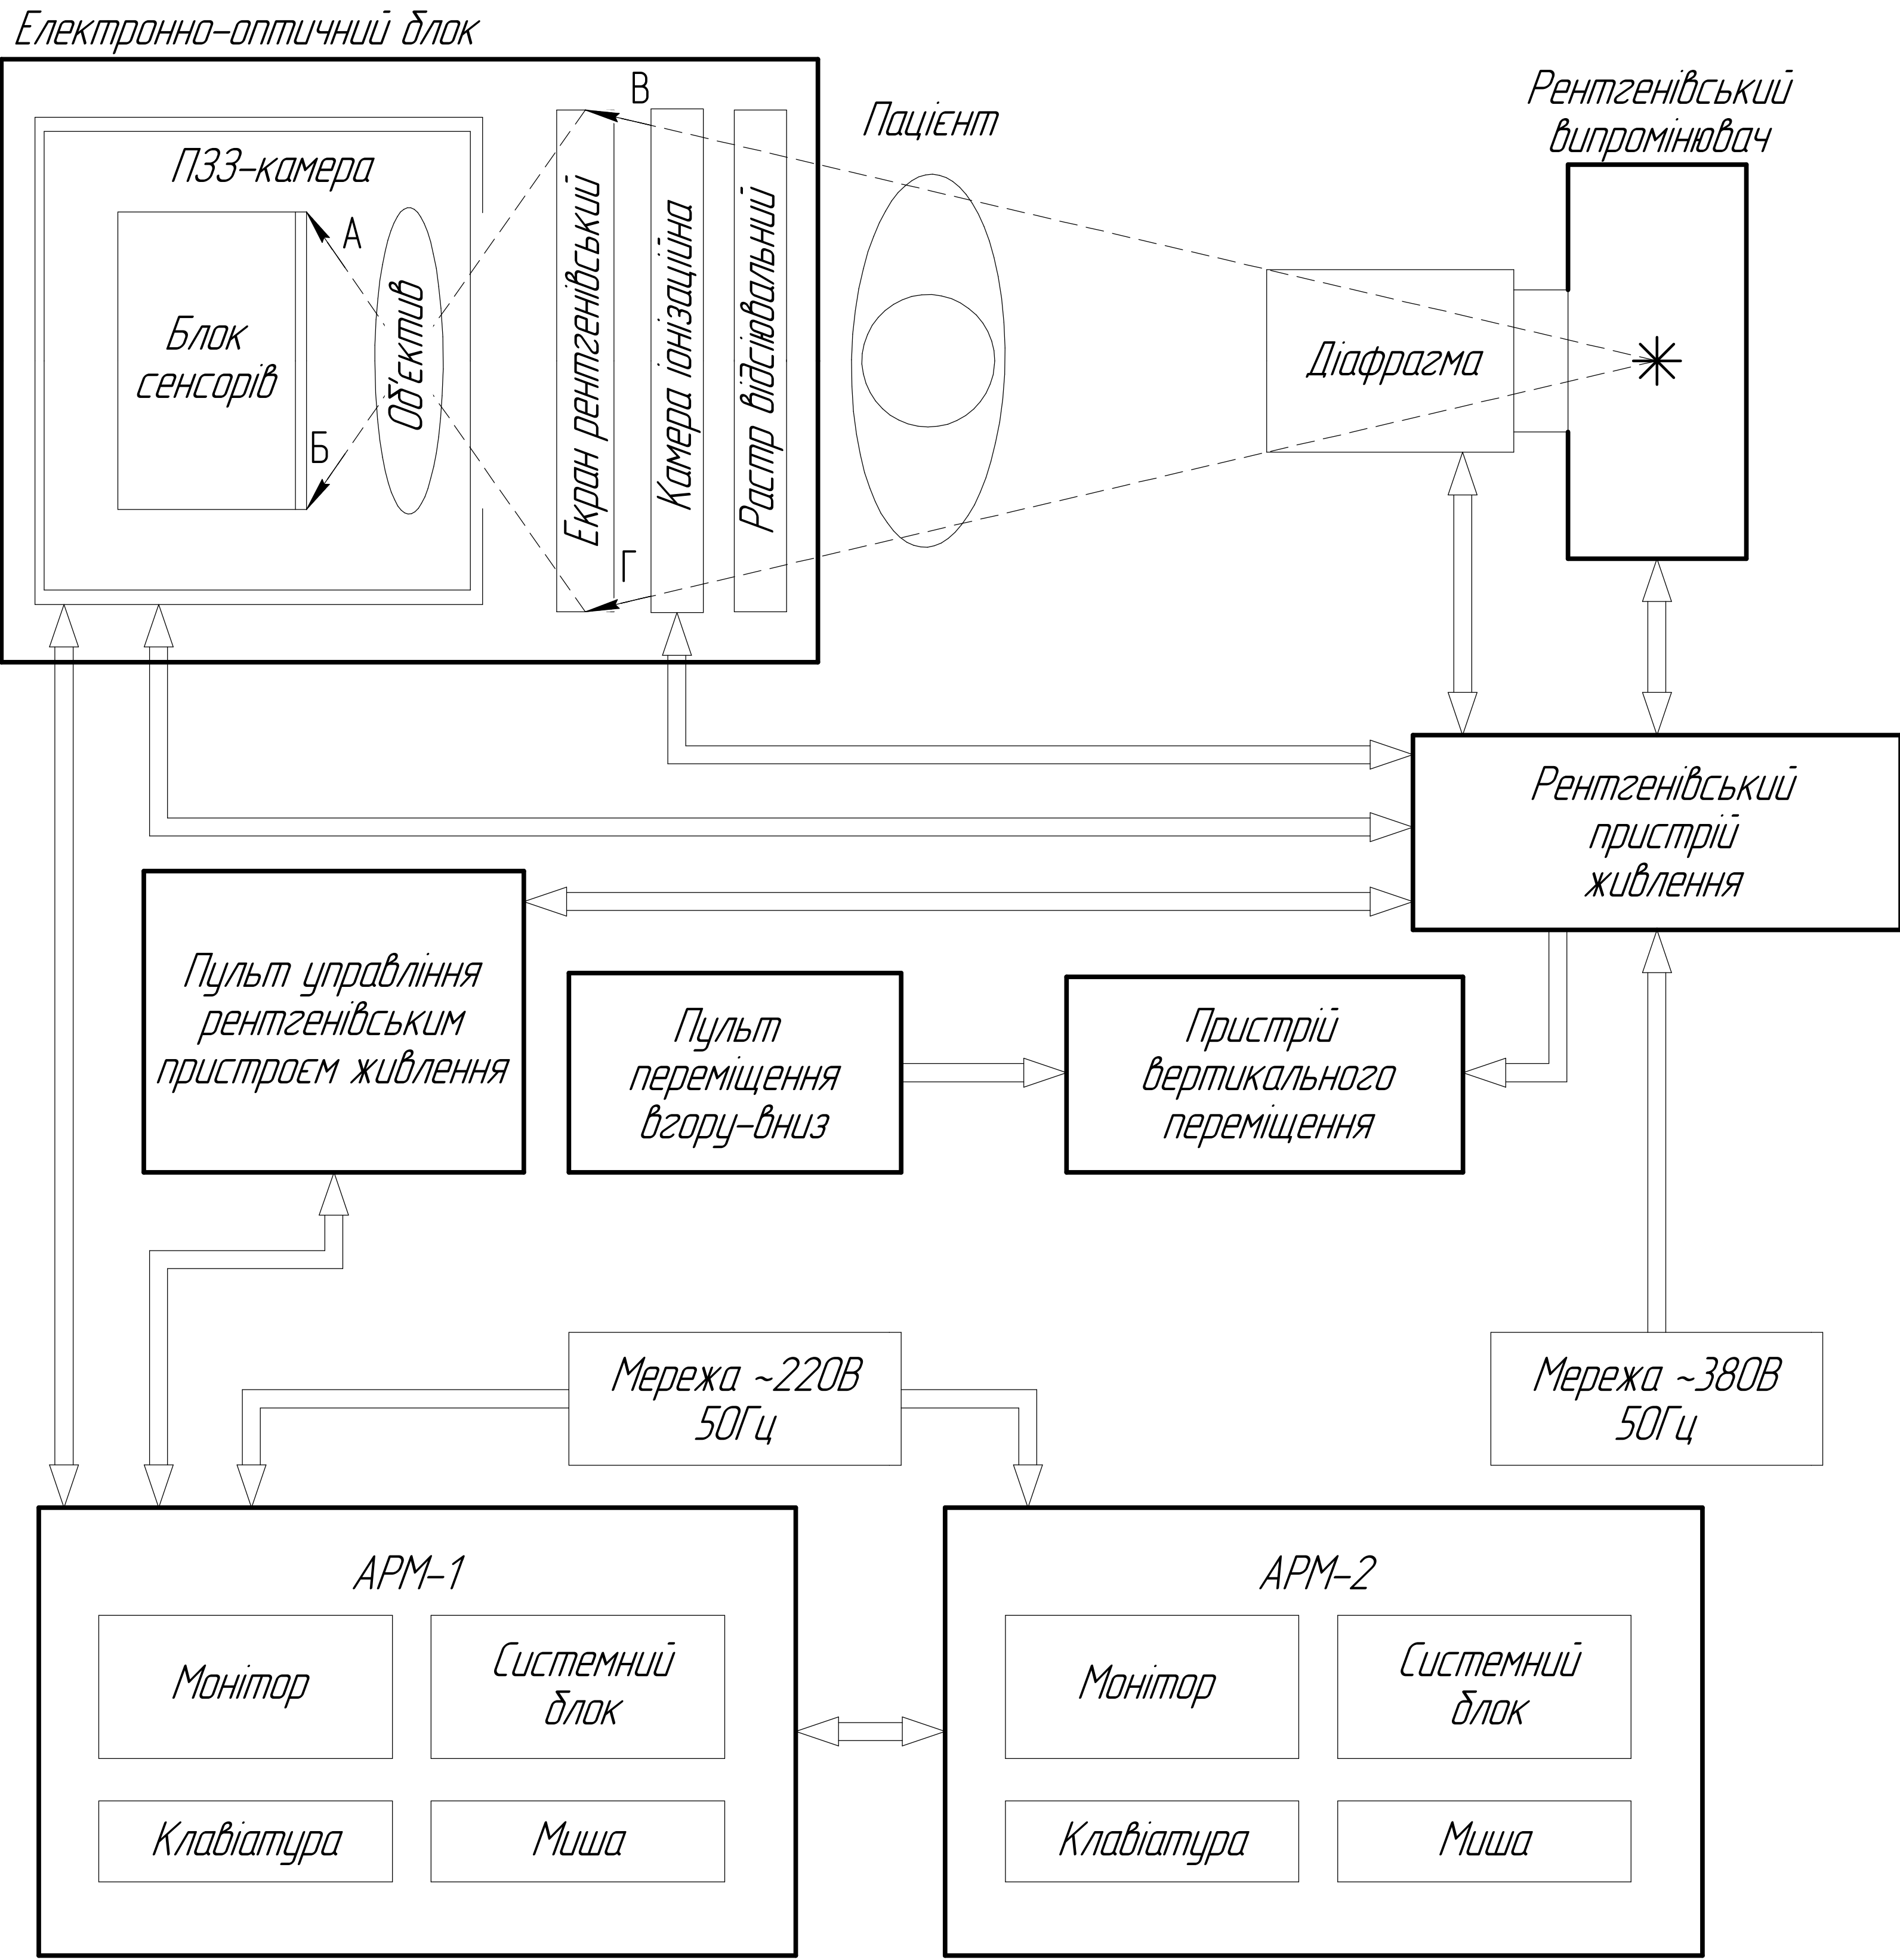 Електронно-оптичний блок
В
Пацієнт
Рентгенівський
випромінювач
ПЗЗ-камера
А
Блок
сенсорів
Б
Об'єктив
Екран рентгенівський
Камера іонізаційна
Растр відсіювальний
Г
Діафрагма
Рентгенівський
пристрій
живлення
Пульт управління
рентгенівським
пристроєм живлення
Пульт
переміщення
вгору-вниз
Пристрій
вертикального
переміщення
Мережа ~220В
50Гц
Мережа ~380В
50Гц
АРМ-1
Монітор
Системний
блок
Клавіатура
Миша
АРМ-2
Монітор
Системний
блок
Клавіатура
Миша